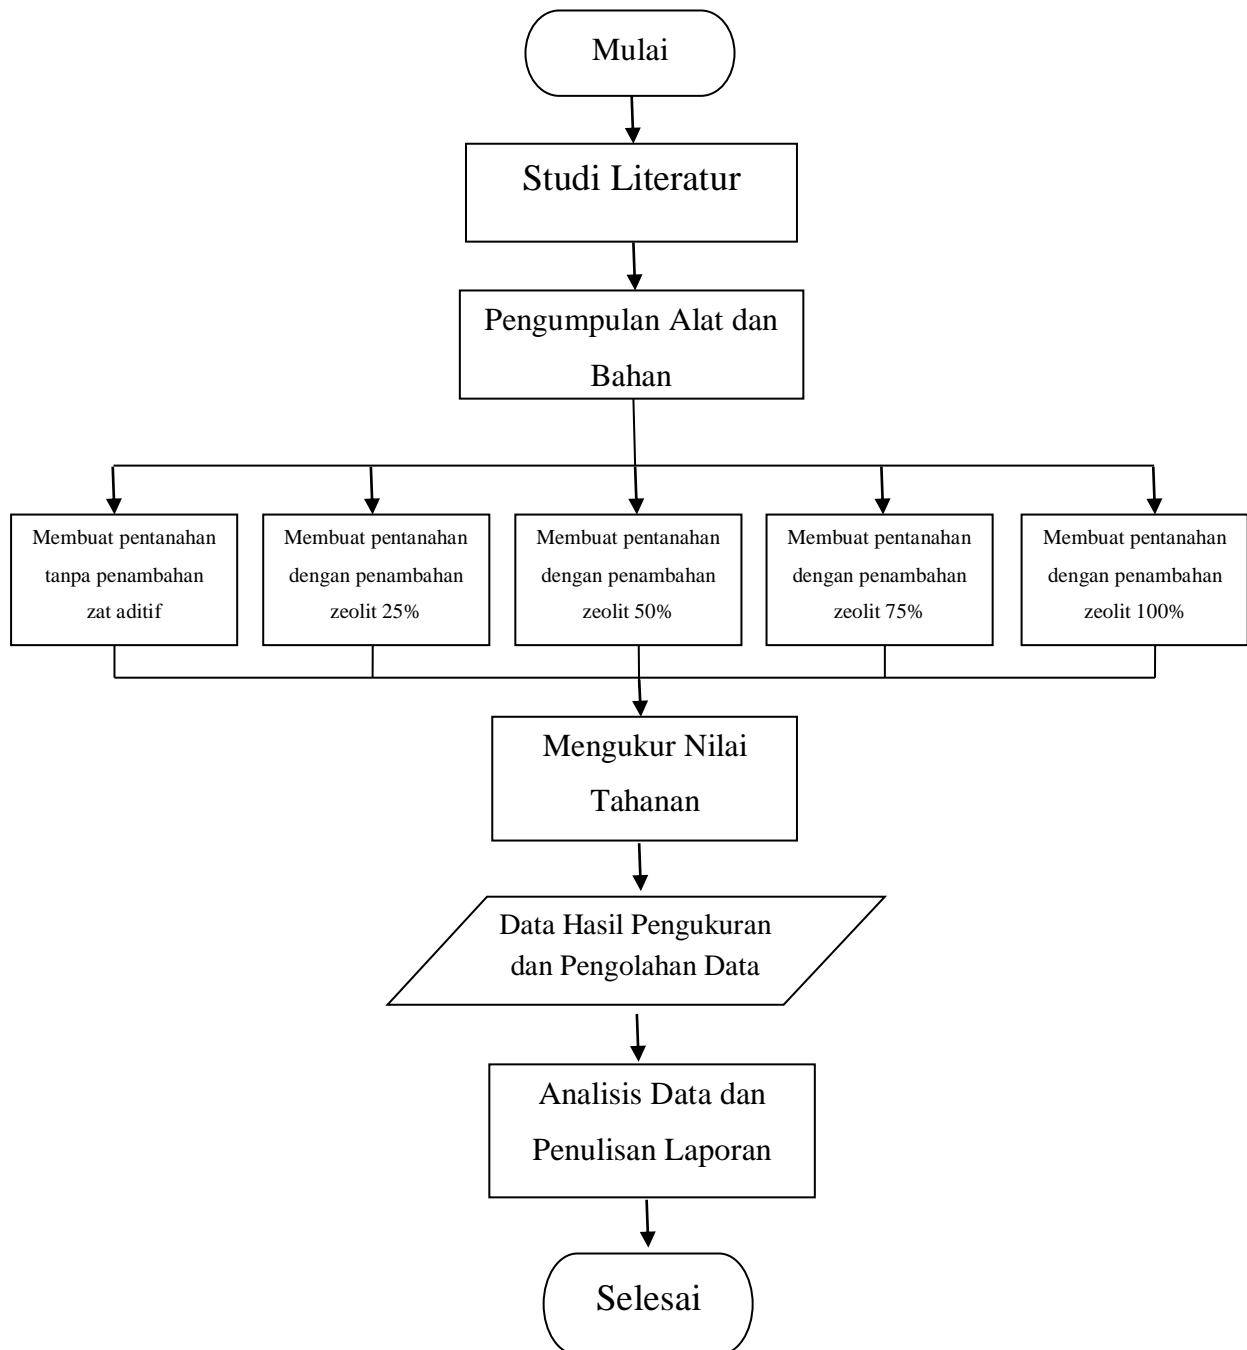 Mulai
Studi Literatur
Pengumpulan Alat dan
Bahan
Membuat pentanahan
tanpa penambahan
zat aditif
Membuat pentanahan
dengan penambahan
zeolit 25%
Membuat pentanahan
dengan penambahan
zeolit 50%
Membuat pentanahan
dengan penambahan
zeolit 75%
Membuat pentanahan
dengan penambahan
zeolit 100%
Mengukur Nilai
Tahanan
Data Hasil Pengukuran
dan Pengolahan Data
Analisis Data dan
Penulisan Laporan
Selesai